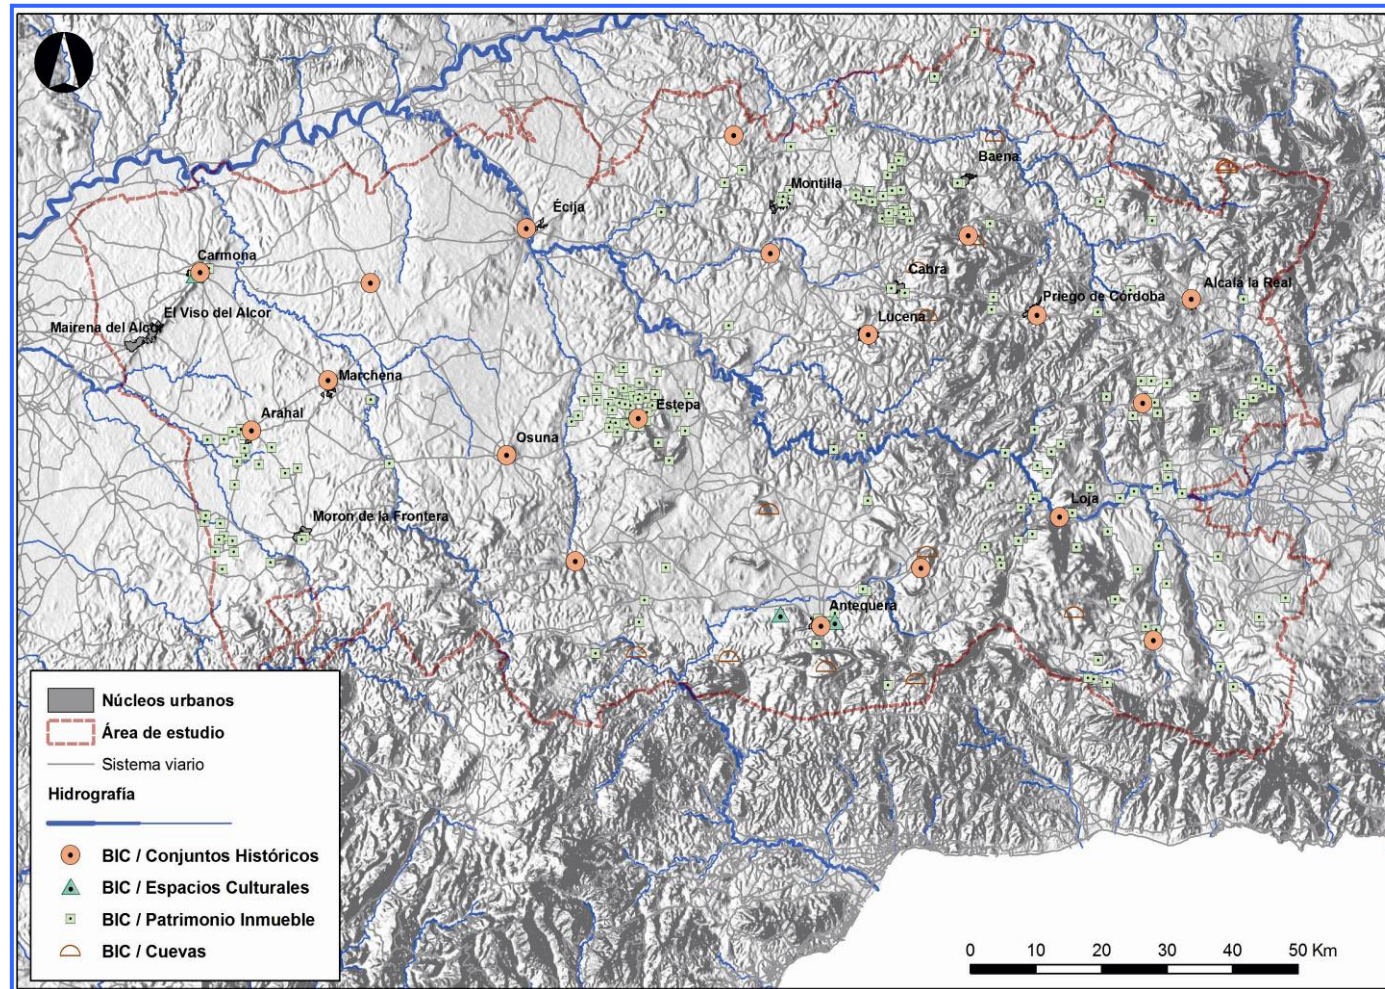 Baena
Montilla
Écija
Carmona
Cabra
Alcalá la Real
Priego de Córdoba
El Viso del Alcor
Mairena del Alcor
Lucena
Marchena
Estepa
Arahal
Osuna
Loja
Moron de la Frontera
Antequera
Núcleos urbanos
Área de estudio
Sistema viario
Hidrografía
BIC / Conjuntos Históricos
BIC / Espacios Culturales
BIC / Patrimonio Inmueble
BIC / Cuevas
0 10 20 30 40 50 Km